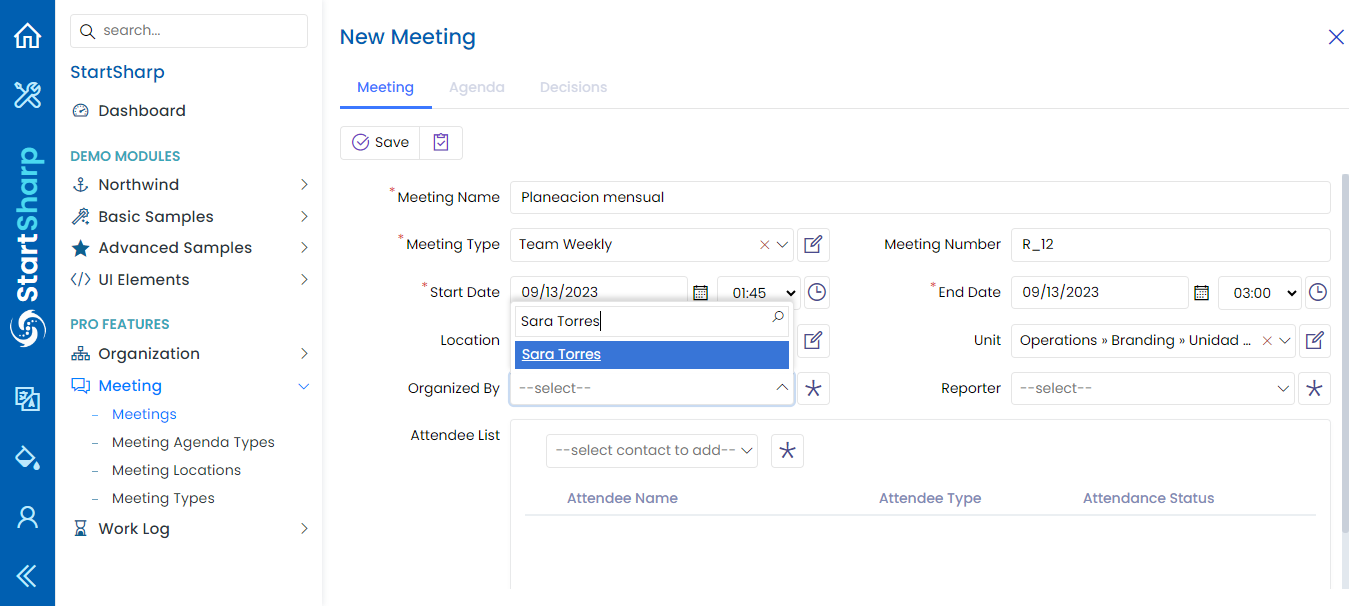 search...
StartSharp
Dashboard
DEMO MODULES
Northwind
Basic Samples
Advanced Samples
UI Elements
PRO FEATURES
Organization
Meeting
Meetings
Meeting Agenda Types
Meeting Locations
Meeting Types
Work Log
StartSharp
New Meeting
Meeting Agenda Decisions
Save
*Meeting Name Planeacion mensual
*Meeting Type Team Weekly Meeting Number R_12
*Start Date 09/13/2023 01:45 *End Date 09/13/2023 03:00
Sara Torres
Location Unit Operations » Branding » Unidad ...
Sara Torres
Organized By --select-- Reporter --select--
Attendee List
--select contact to add--
Attendee Name Attendee Type Attendance Status